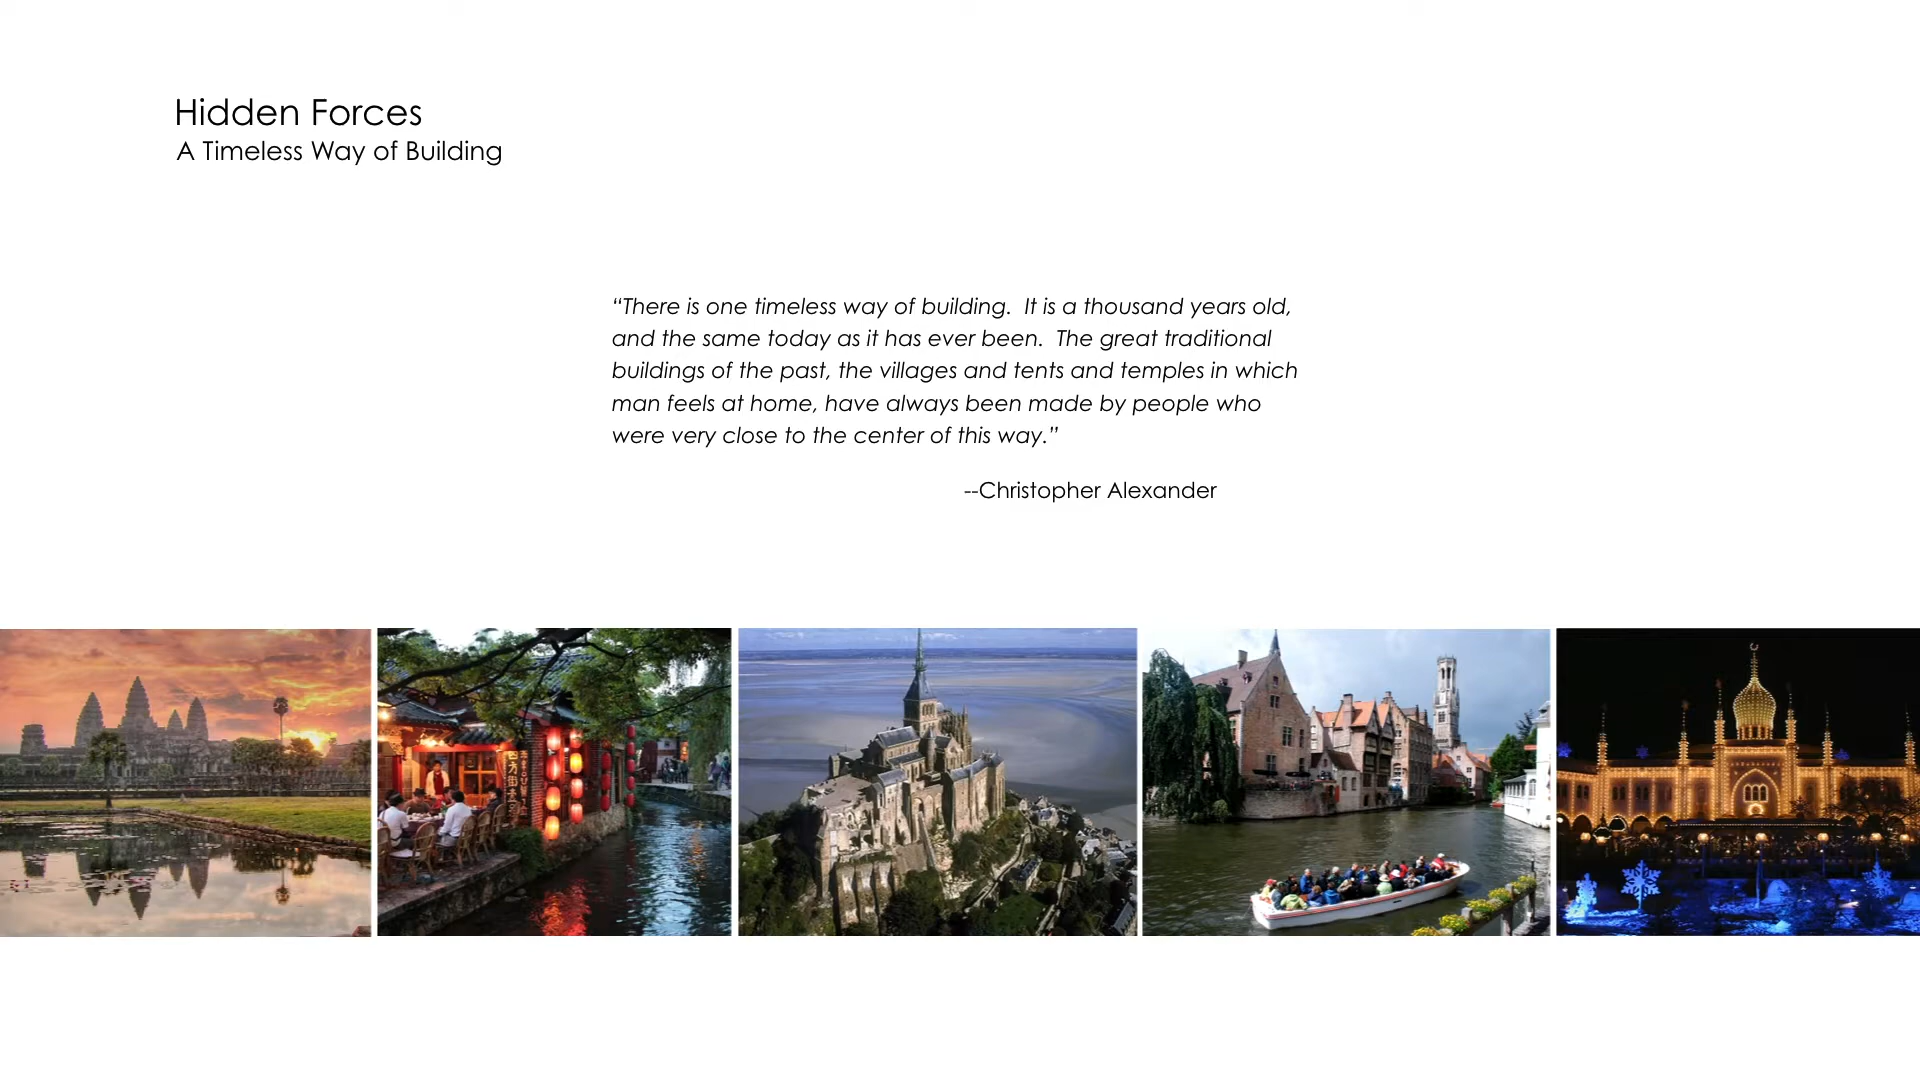 Hidden Forces
A Timeless Way of Building
“There is one timeless way of building.  It is a thousand years old,
and the same today as it has ever been.  The great traditional
buildings of the past, the villages and tents and temples in which
man feels at home, have always been made by people who
were very close to the center of this way.”
--Christopher Alexander